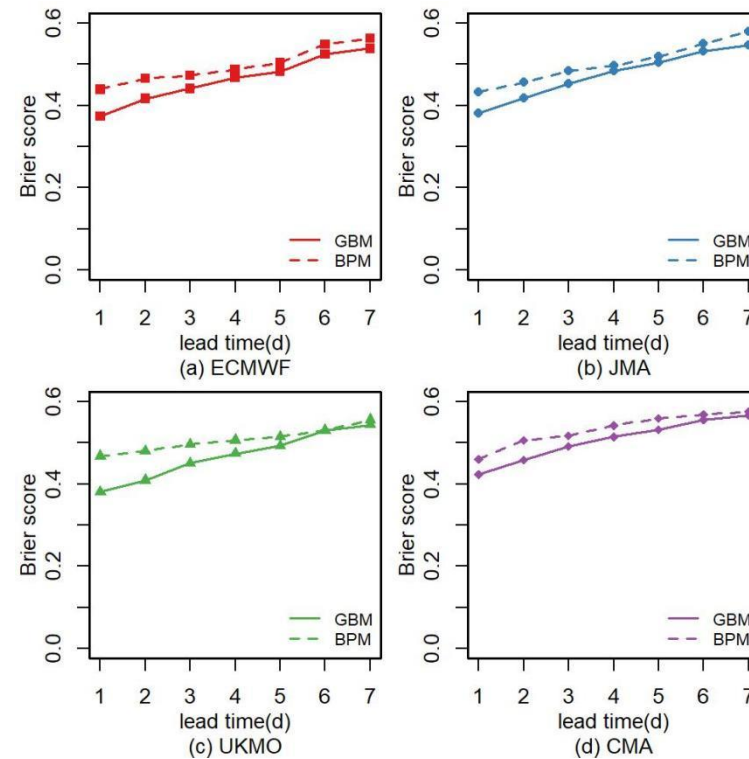 0.6
0.4
0.2
0.0
Brier score
GBM
BPM
1 2 3 4 5 6 7
lead time(d)
(a) ECMWF
0.6
0.4
0.2
0.0
Brier score
GBM
BPM
1 2 3 4 5 6 7
lead time(d)
(b) JMA
0.6
0.4
0.2
0.0
Brier score
GBM
BPM
1 2 3 4 5 6 7
lead time(d)
(c) UKMO
0.6
0.4
0.2
0.0
Brier score
GBM
BPM
1 2 3 4 5 6 7
lead time(d)
(d) CMA